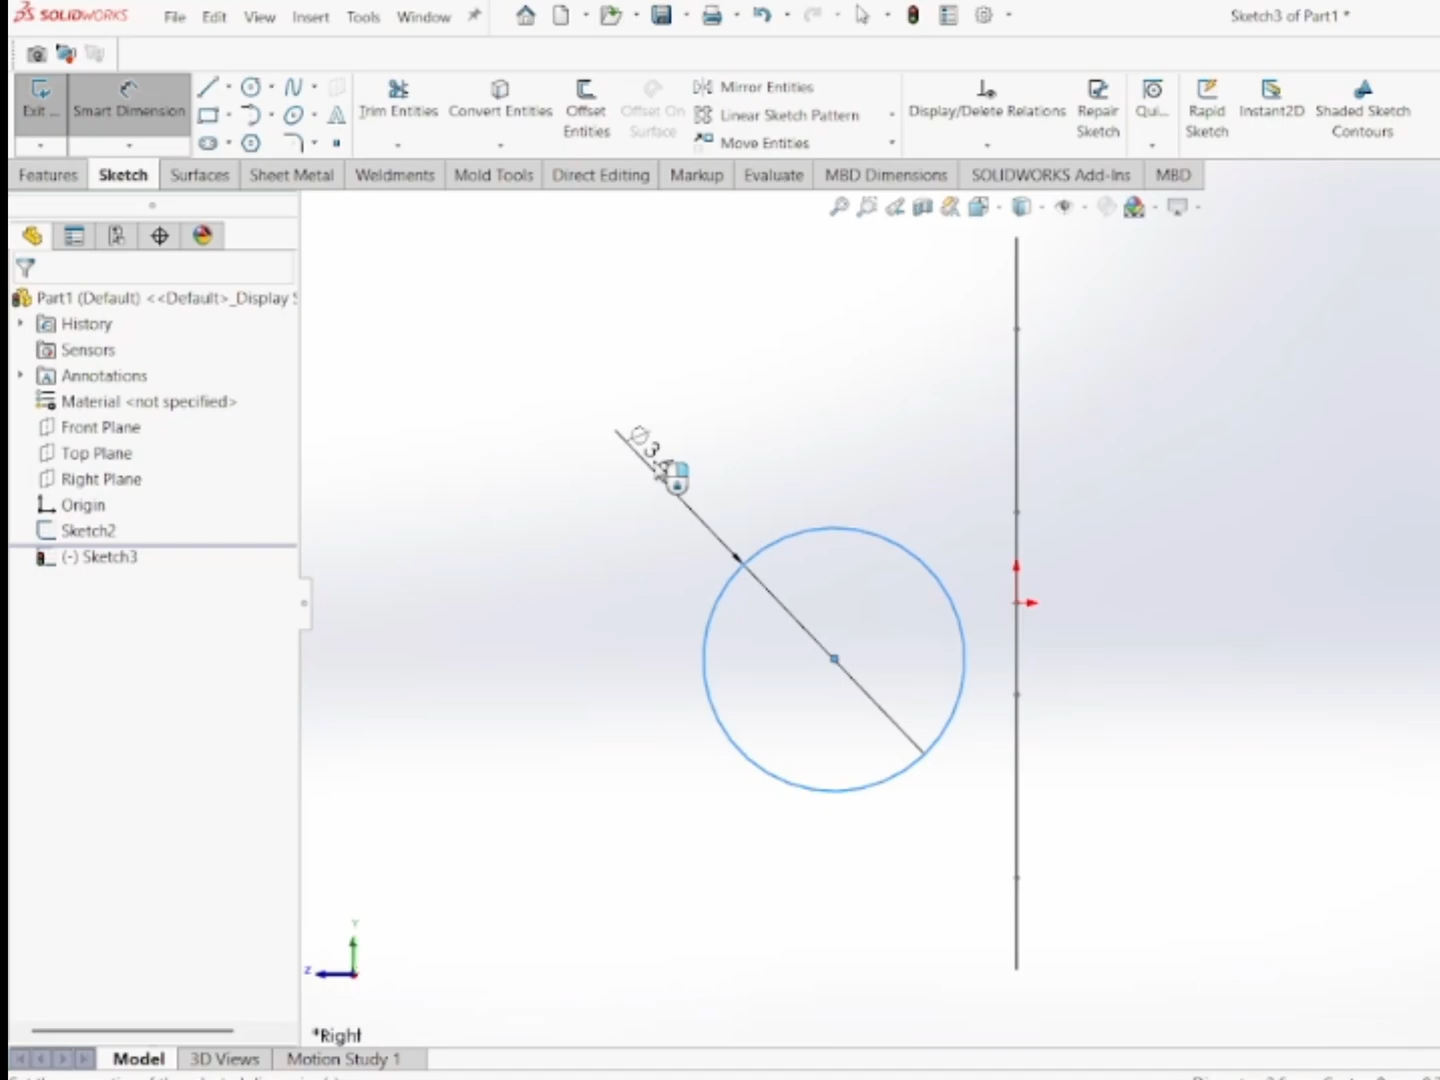 SOLIDWORKS File Edit View Insert Tools Window Sketch3 of Part1 *
Exit ... Smart Dimension Trim Entities Convert Entities Offset Entities Offset On Surface Mirror Entities Linear Sketch Pattern Move Entities Display/Delete Relations Repair Sketch Qui... Rapid Sketch Instant2D Shaded Sketch Contours
Features Sketch Surfaces Sheet Metal Weldments Mold Tools Direct Editing Markup Evaluate MBD Dimensions SOLIDWORKS Add-Ins MBD
Part1 (Default) <<Default>_Display
History
Sensors
Annotations
Material <not specified>
Front Plane
Top Plane
Right Plane
Origin
Sketch2
(-) Sketch3
∅3.
Y
Z
*Right
Model 3D Views Motion Study 1